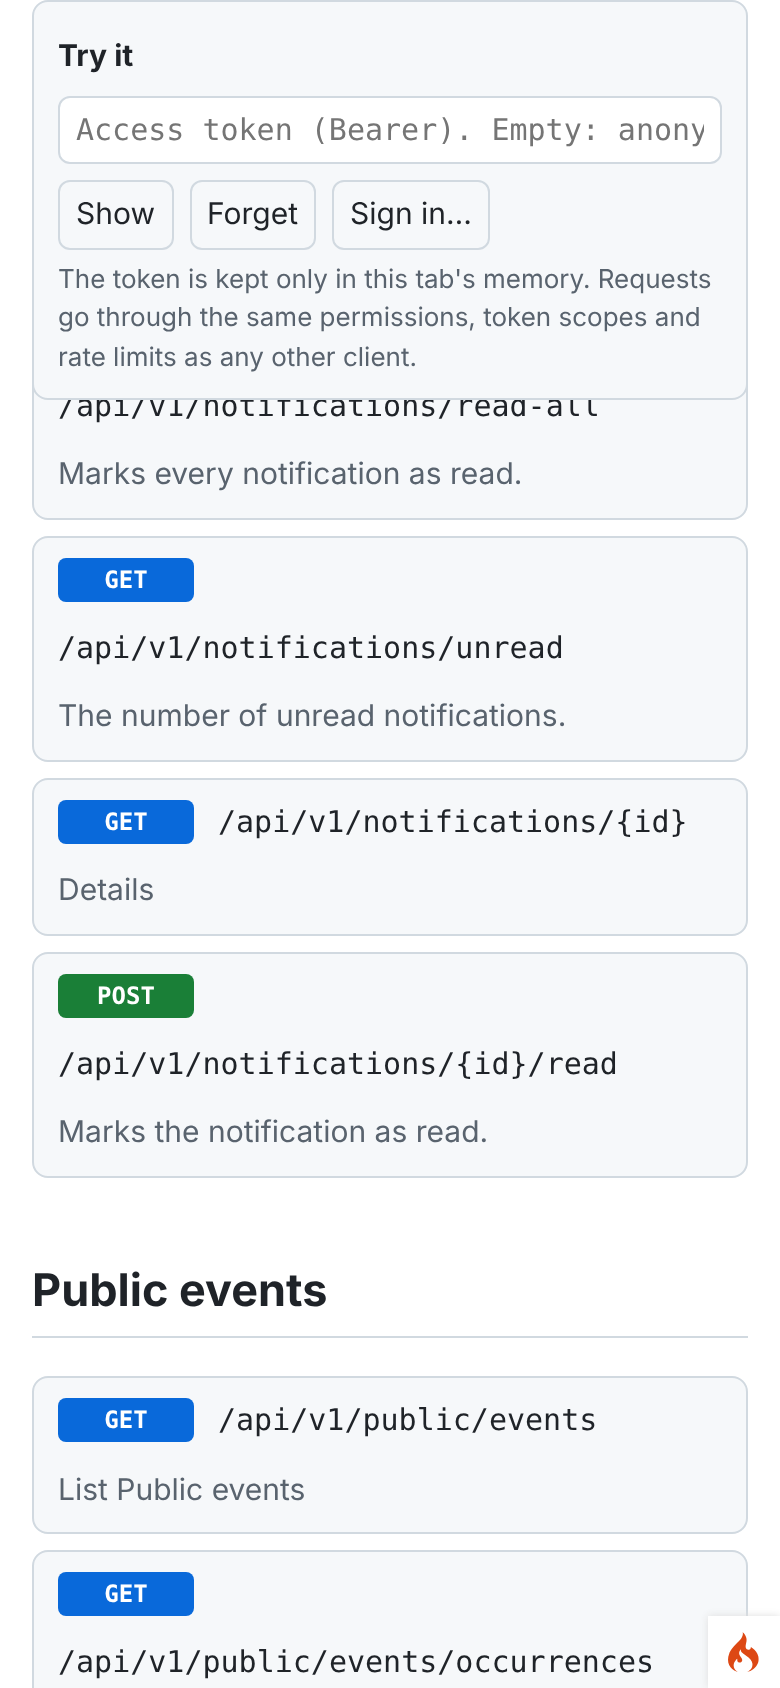 Try it
Access token (Bearer). Empty: anony
Show
Forget
Sign in...
The token is kept only in this tab's memory. Requests
go through the same permissions, token scopes and
rate limits as any other client.
/api/v1/notifications/read-all
Marks every notification as read.
GET
/api/v1/notifications/unread
The number of unread notifications.
GET /api/v1/notifications/{id}
Details
POST
/api/v1/notifications/{id}/read
Marks the notification as read.
Public events
GET /api/v1/public/events
List Public events
GET
/api/v1/public/events/occurrences